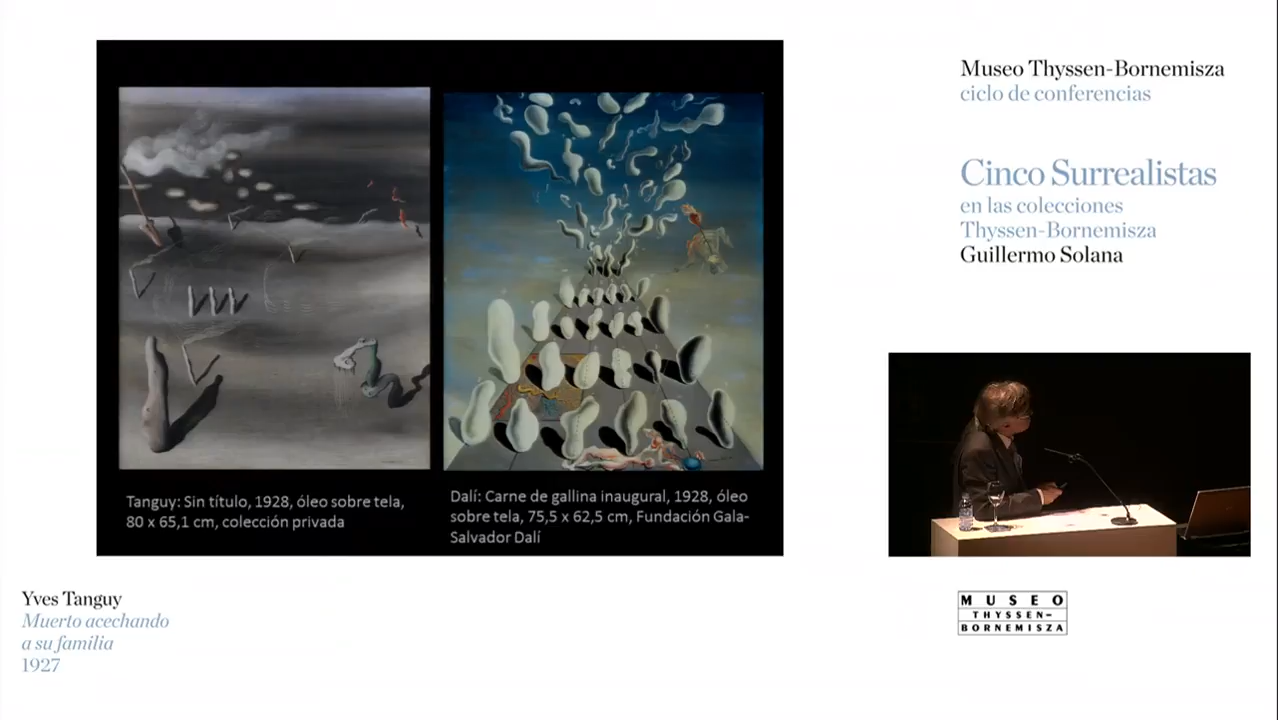 Museo Thyssen-Bornemisza
ciclo de conferencias
Cinco Surrealistas
en las colecciones
Thyssen-Bornemisza
Guillermo Solana
Tanguy: Sin título, 1928, óleo sobre tela,
80 x 65,1 cm, colección privada
Dalí: Carne de gallina inaugural, 1928, óleo
sobre tela, 75,5 x 62,5 cm, Fundación Gala-
Salvador Dalí
Yves Tanguy
Muerto acechando
a su familia
1927
MUSEO
THYSSEN-
BORNEMISZA